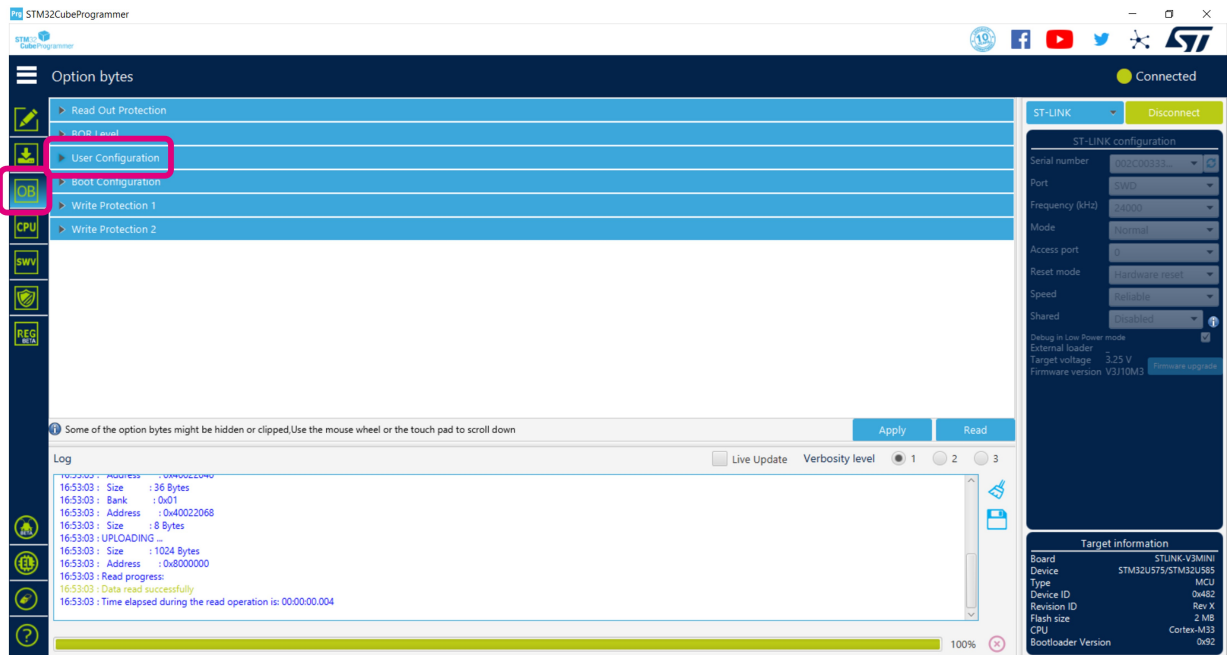 Prg STM32CubeProgrammer
STM32
CubeProgrammer
10
Option bytes
Connected
Read Out Protection
BOR Level
User Configuration
Boot Configuration
Write Protection 1
Write Protection 2
OB
CPU
SWV
REG
BETA
BETA
Some of the option bytes might be hidden or clipped,Use the mouse wheel or the touch pad to scroll down
Apply
Read
Log
Live Update
Verbosity level
1
2
3
16:53:03 : Address : 0x40022040
16:53:03 : Size : 36 Bytes
16:53:03 : Bank : 0x01
16:53:03 : Address : 0x40022068
16:53:03 : Size : 8 Bytes
16:53:03 : UPLOADING ...
16:53:03 : Size : 1024 Bytes
16:53:03 : Address : 0x8000000
16:53:03 : Read progress:
16:53:03 : Data read successfully
16:53:03 : Time elapsed during the read operation is: 00:00:00.004
100%
ST-LINK
Disconnect
ST-LINK configuration
Serial number 002C00333...
Port SWD
Frequency (kHz) 24000
Mode Normal
Access port 0
Reset mode Hardware reset
Speed Reliable
Shared Disabled
Debug in Low Power mode
External loader _
Target voltage 3.25 V
Firmware version V3J10M3
Firmware upgrade
Target information
Board STLINK-V3MINI
Device STM32U575/STM32U585
Type MCU
Device ID 0x482
Revision ID Rev X
Flash size 2 MB
CPU Cortex-M33
Bootloader Version 0x92